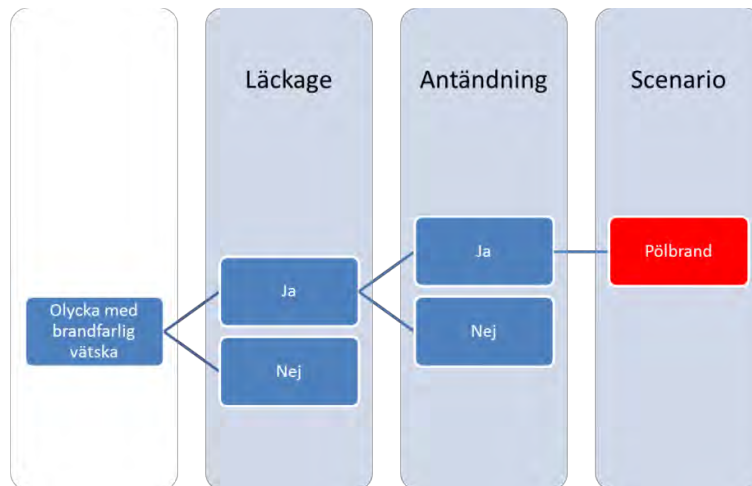 Läckage
Antändning
Scenario
Olycka med
brandfarlig
vätska
Ja
Nej
Ja
Nej
Pölbrand